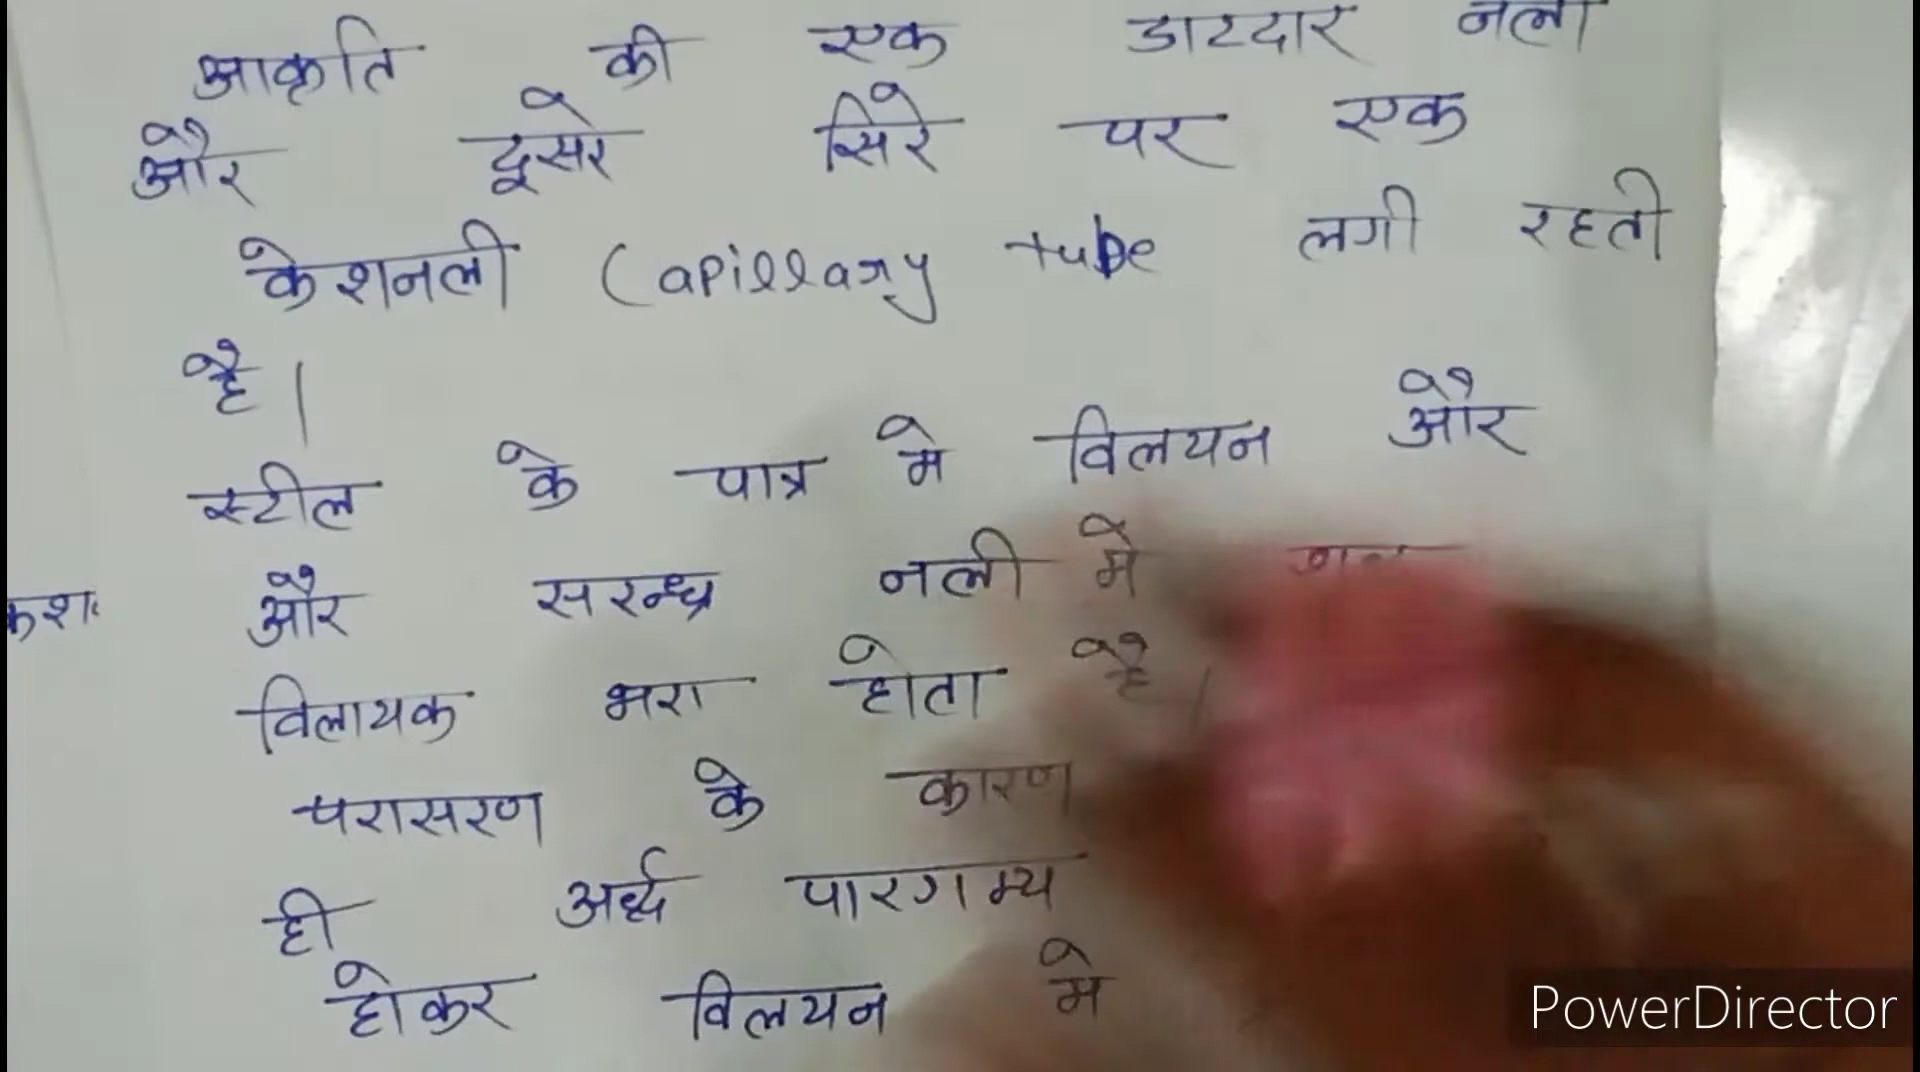 आकृति की एक डाटदार नली
और दूसरे सिरे पर एक
केशनली Capillary tube लगी रहती
है।
स्टील के पात्र मे विलयन और
और सरन्ध्र नली मे
विलायक भरा होता है।
परासरण के कारण
ही अर्द्ध पारगम्य
होकर विलयन मे
PowerDirector